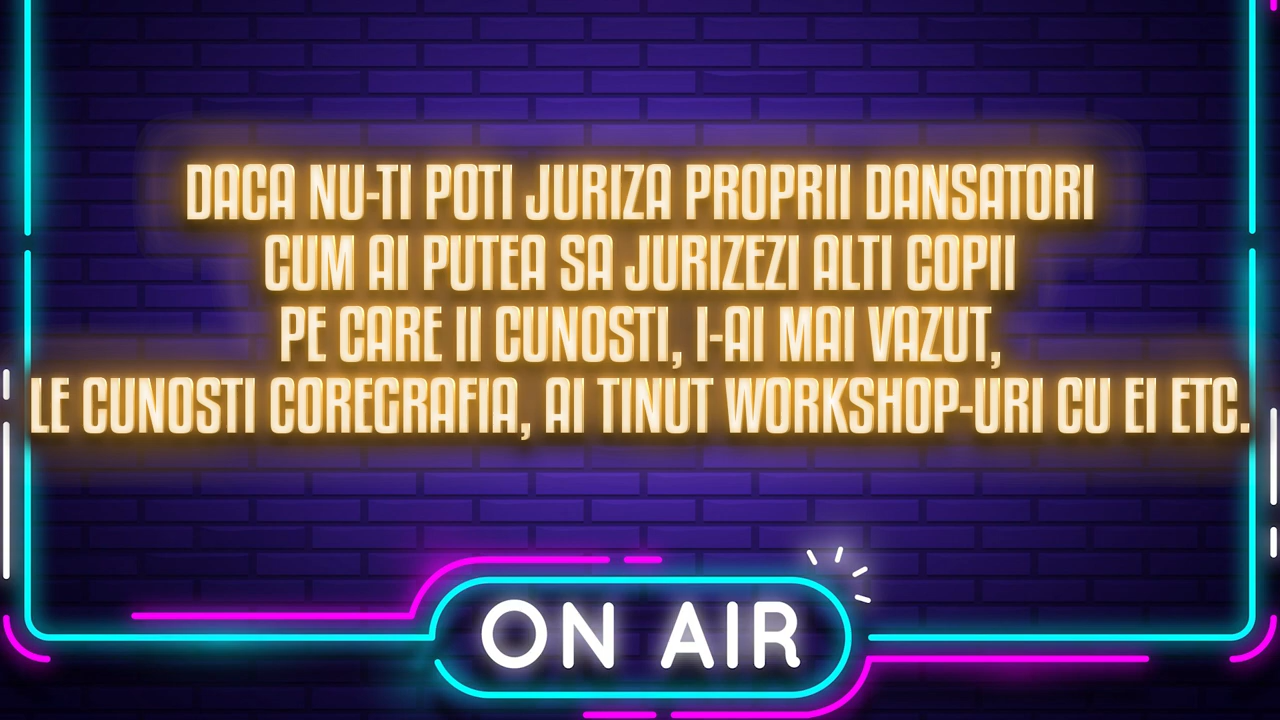 DACA NU-TI POTI JURIZA PROPRII DANSATORI
CUM AI PUTEA SA JURIZEZI ALTI COPII
PE CARE II CUNOSTI, I-AI MAI VAZUT,
LE CUNOSTI COREGRAFIA, AI TINUT WORKSHOP-URI CU EI ETC.
ON AIR